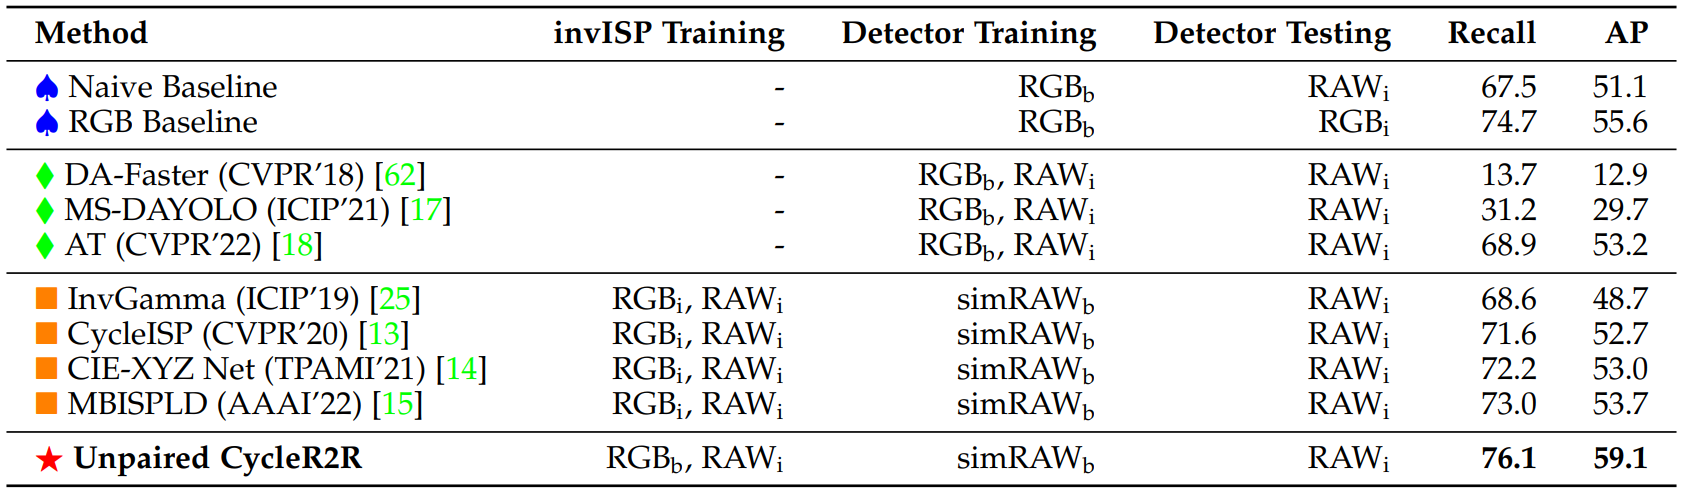 Method invISP Training Detector Training Detector Testing Recall AP
♠ Naive Baseline - RGB_b RAW_i 67.5 51.1
♠ RGB Baseline - RGB_b RGB_i 74.7 55.6
♦ DA-Faster (CVPR'18) [62] - RGB_b, RAW_i RAW_i 13.7 12.9
♦ MS-DAYOLO (ICIP'21) [17] - RGB_b, RAW_i RAW_i 31.2 29.7
♦ AT (CVPR'22) [18] - RGB_b, RAW_i RAW_i 68.9 53.2
■ InvGamma (ICIP'19) [25] RGB_i, RAW_i simRAW_b RAW_i 68.6 48.7
■ CycleISP (CVPR'20) [13] RGB_i, RAW_i simRAW_b RAW_i 71.6 52.7
■ CIE-XYZ Net (TPAMI'21) [14] RGB_i, RAW_i simRAW_b RAW_i 72.2 53.0
■ MBISPLD (AAAI'22) [15] RGB_i, RAW_i simRAW_b RAW_i 73.0 53.7
★ Unpaired CycleR2R RGB_b, RAW_i simRAW_b RAW_i 76.1 59.1